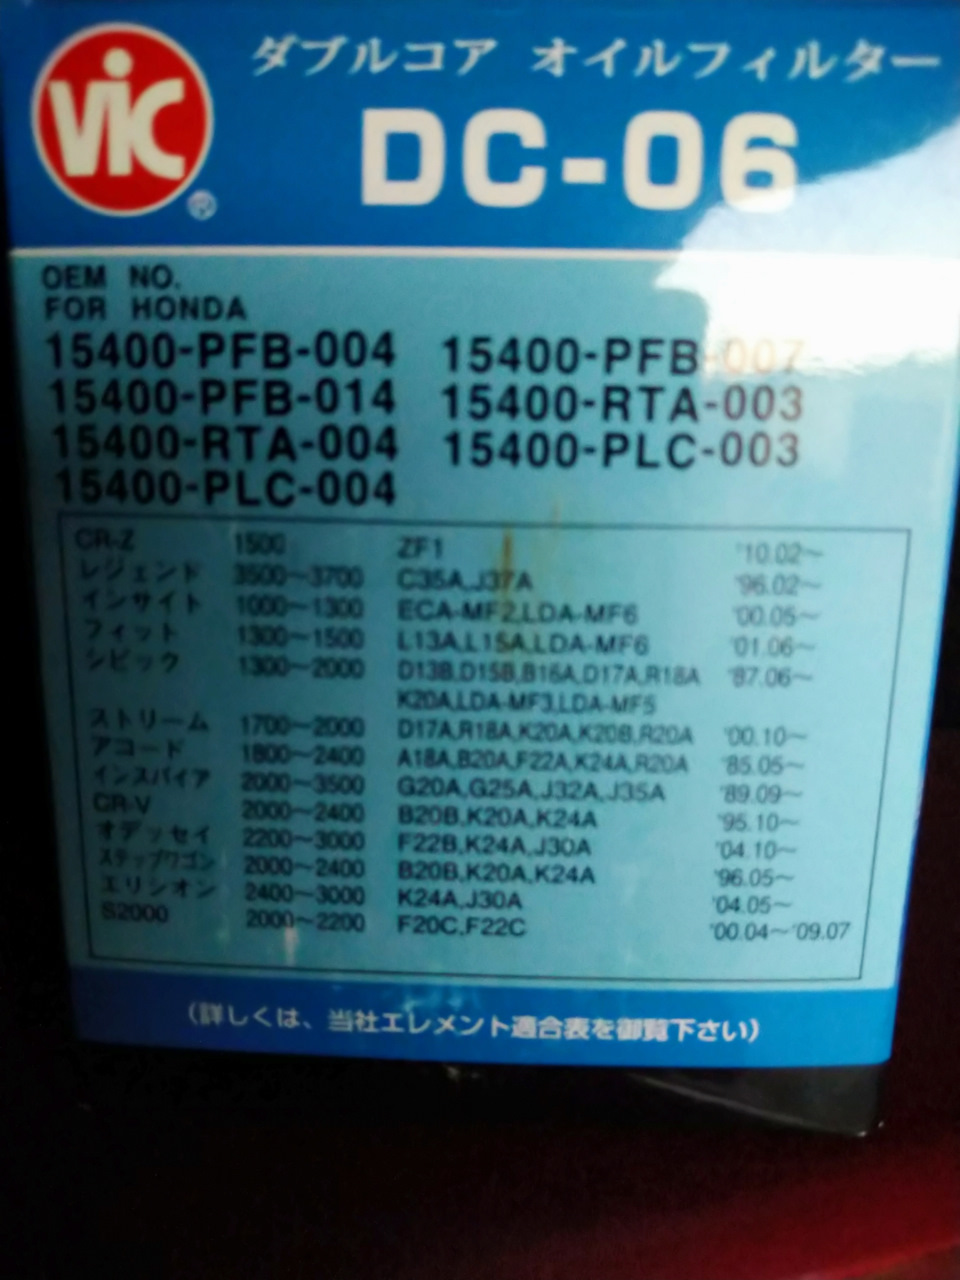 ViC
ダブルコア オイルフィルター
DC-06
OEM NO.
FOR HONDA
15400-PFB-004 15400-PFB-007
15400-PFB-014 15400-RTA-003
15400-RTA-004 15400-PLC-003
15400-PLC-004
CR-Z 1500 ZF1 '10.02〜
レジェンド 3500〜3700 C35A,J37A '96.02〜
インサイト 1000〜1300 ECA-MF2,LDA-MF6 '00.05〜
フィット 1300〜1500 L13A,L15A,LDA-MF6 '01.06〜
シビック 1300〜2000 D13B,D15B,B16A,D17A,R18A '87.06〜
K20A,LDA-MF3,LDA-MF5
ストリーム 1700〜2000 D17A,R18A,K20A,K20B,R20A '00.10〜
アコード 1800〜2400 A18A,B20A,F22A,K24A,R20A '85.05〜
インスパイア 2000〜3500 G20A,G25A,J32A,J35A '89.09〜
CR-V 2000〜2400 B20B,K20A,K24A '95.10〜
オデッセイ 2200〜3000 F22B,K24A,J30A '04.10〜
ステップワゴン 2000〜2400 B20B,K20A,K24A '96.05〜
エリシオン 2400〜3000 K24A,J30A '04.05〜
S2000 2000〜2200 F20C,F22C '00.04〜'09.07
(詳しくは、当社エレメント適合表を御覧下さい)